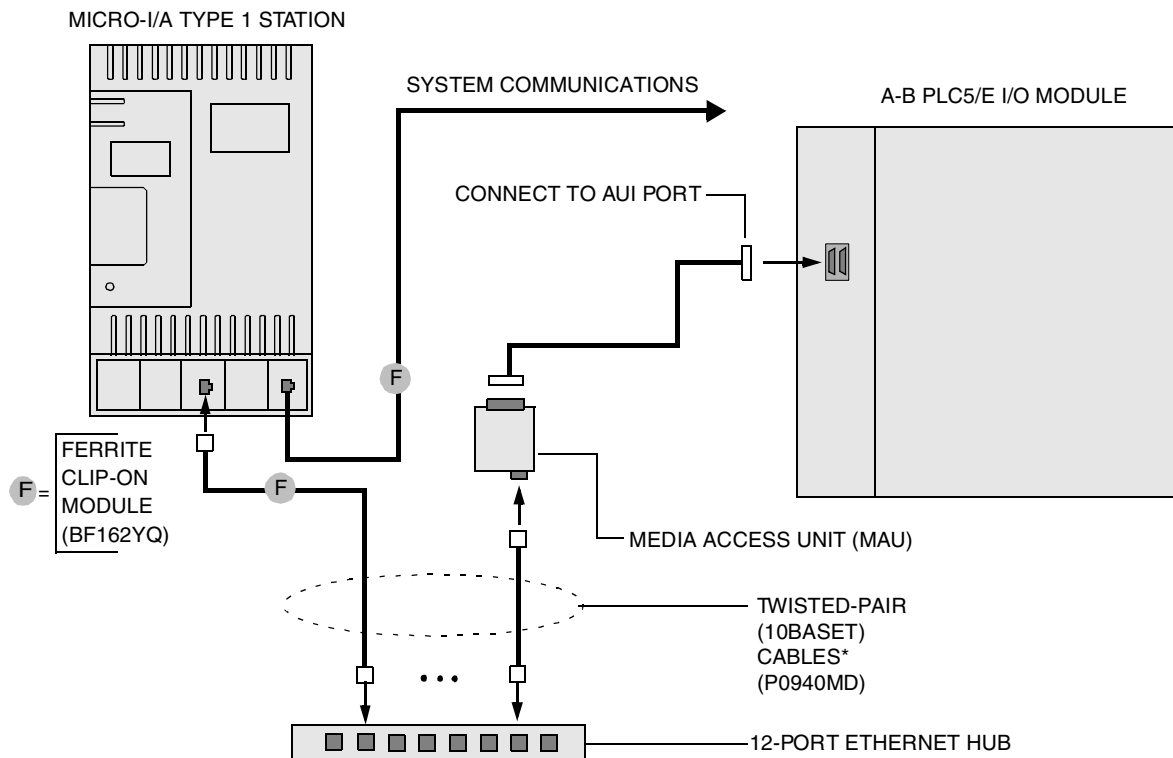 MICRO-I/A TYPE 1 STATION
SYSTEM COMMUNICATIONS
A-B PLC5/E I/O MODULE
CONNECT TO AUI PORT
F
F =
FERRITE
CLIP-ON
MODULE
(BF162YQ)
F
MEDIA ACCESS UNIT (MAU)
TWISTED-PAIR
(10BASET)
CABLES*
(P0940MD)
12-PORT ETHERNET HUB